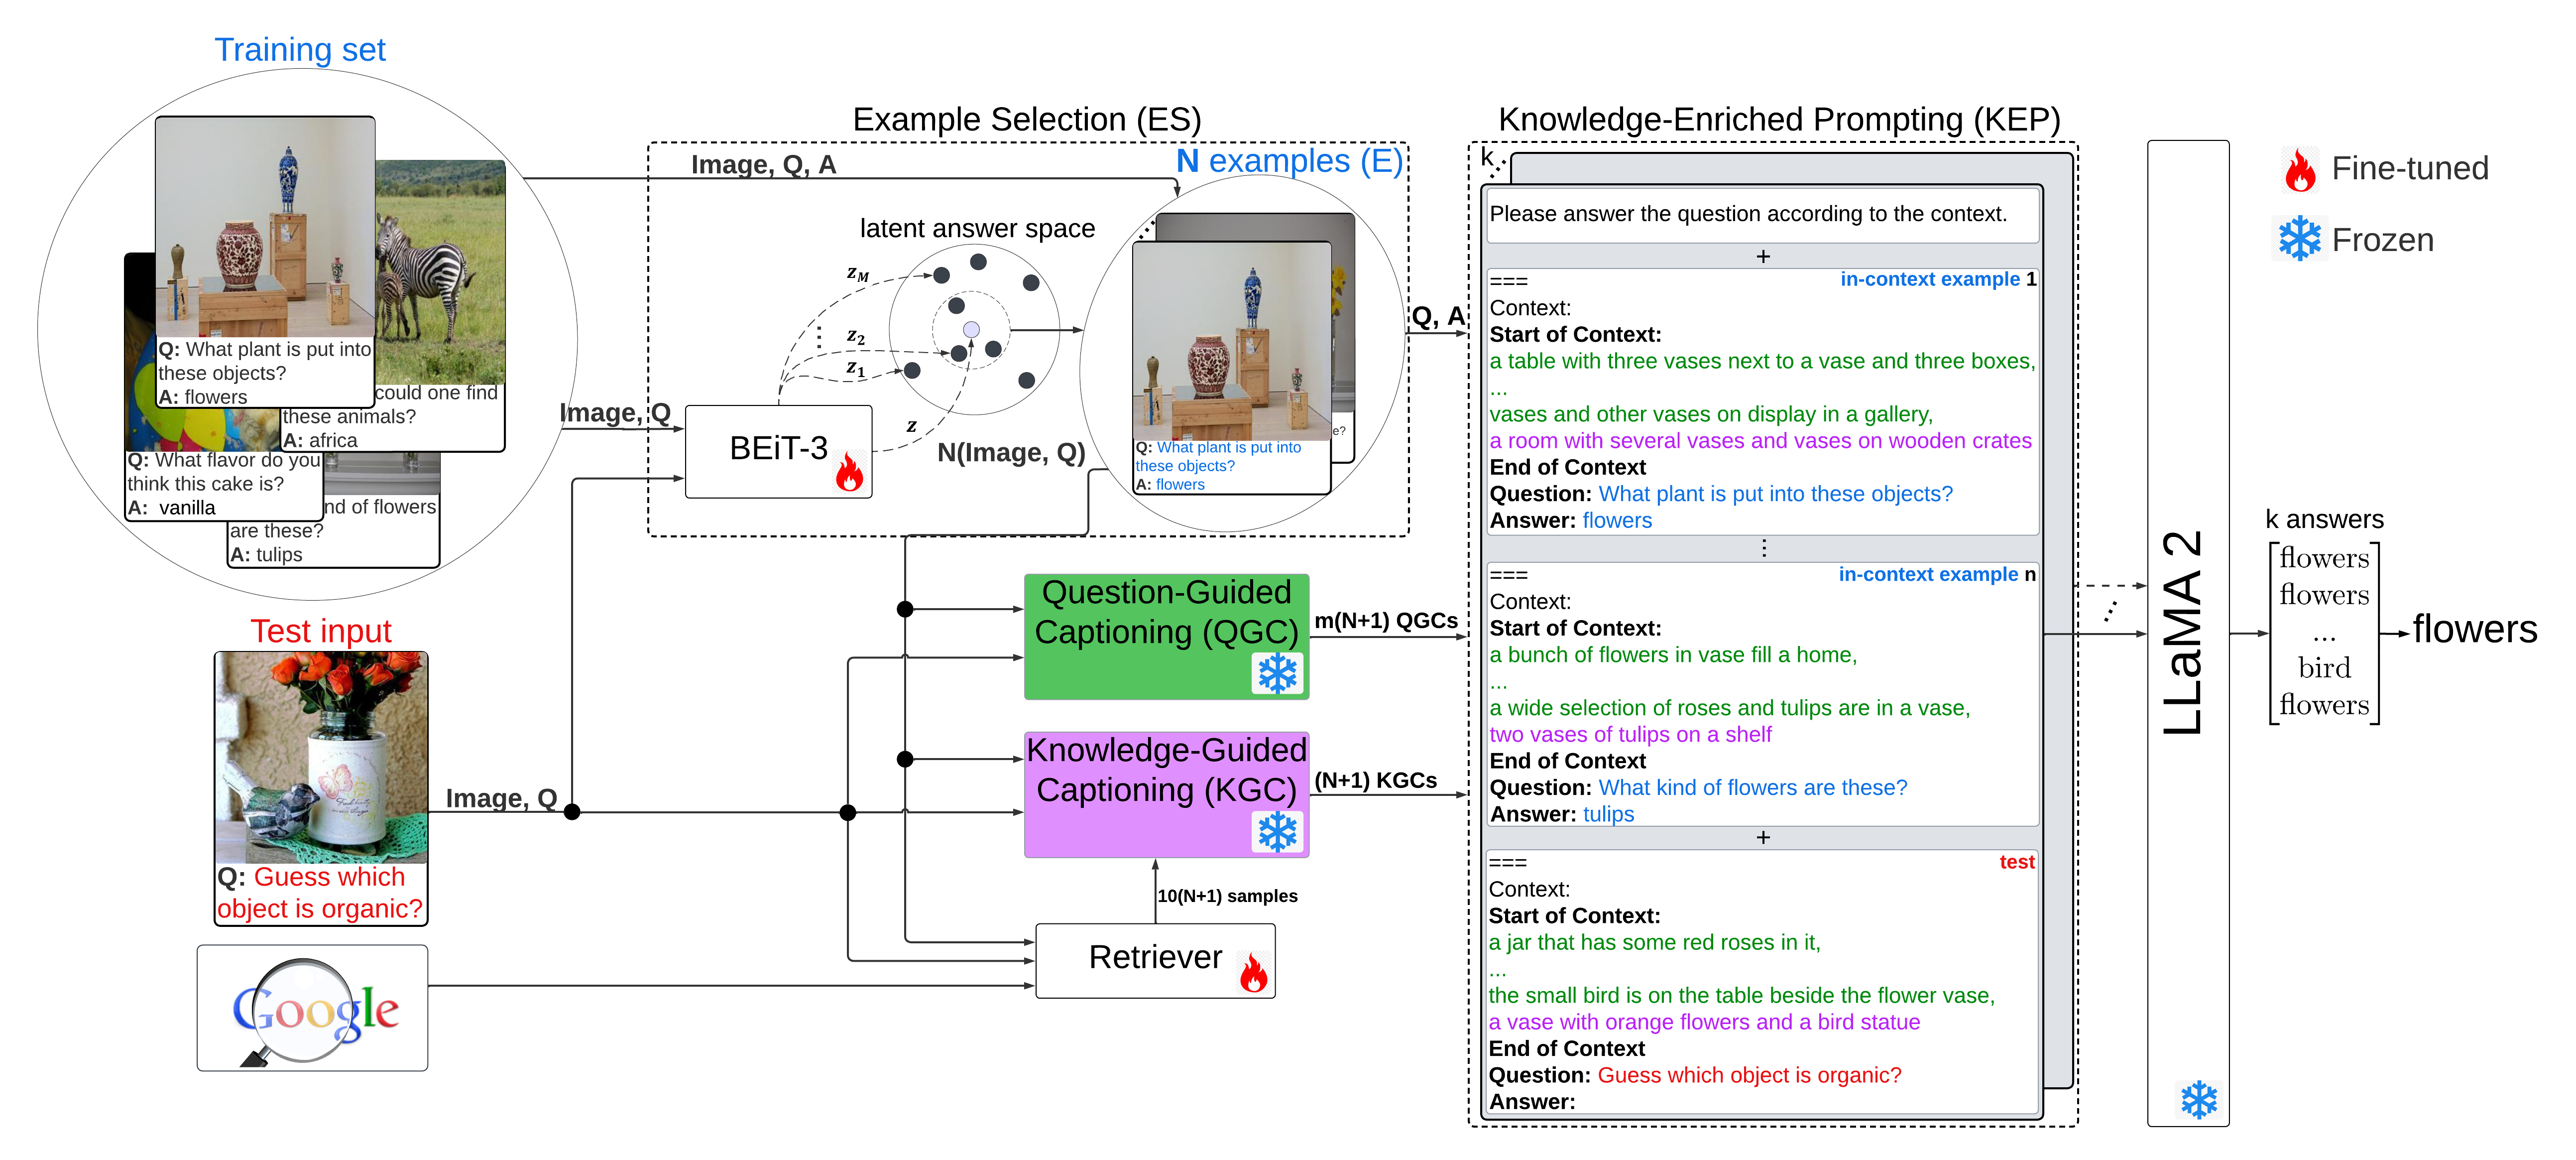 Training set
Q: What plant is put into
these objects?
A: flowers
could one find
these animals?
A: africa
Q: What flavor do you
think this cake is?
A: vanilla
nd of flowers
are these?
A: tulips
Test input
Q: Guess which
object is organic?
Google
Image, Q
Image, Q
Example Selection (ES)
Image, Q, A
N examples (E)
latent answer space
z_M
z_2
z_1
z
BEiT-3
N(Image, Q)
e?
Q: What plant is put into
these objects?
A: flowers
Q, A
Question-Guided
Captioning (QGC)
m(N+1) QGCs
Knowledge-Guided
Captioning (KGC)
(N+1) KGCs
10(N+1) samples
Retriever
Knowledge-Enriched Prompting (KEP)
k
Please answer the question according to the context.
+
=== in-context example 1
Context:
Start of Context:
a table with three vases next to a vase and three boxes,
...
vases and other vases on display in a gallery,
a room with several vases and vases on wooden crates
End of Context
Question: What plant is put into these objects?
Answer: flowers
=== in-context example n
Context:
Start of Context:
a bunch of flowers in vase fill a home,
...
a wide selection of roses and tulips are in a vase,
two vases of tulips on a shelf
End of Context
Question: What kind of flowers are these?
Answer: tulips
+
=== test
Context:
Start of Context:
a jar that has some red roses in it,
...
the small bird is on the table beside the flower vase,
a vase with orange flowers and a bird statue
End of Context
Question: Guess which object is organic?
Answer:
LLaMA 2
Fine-tuned
Frozen
k answers
flowers
flowers
...
bird
flowers
flowers